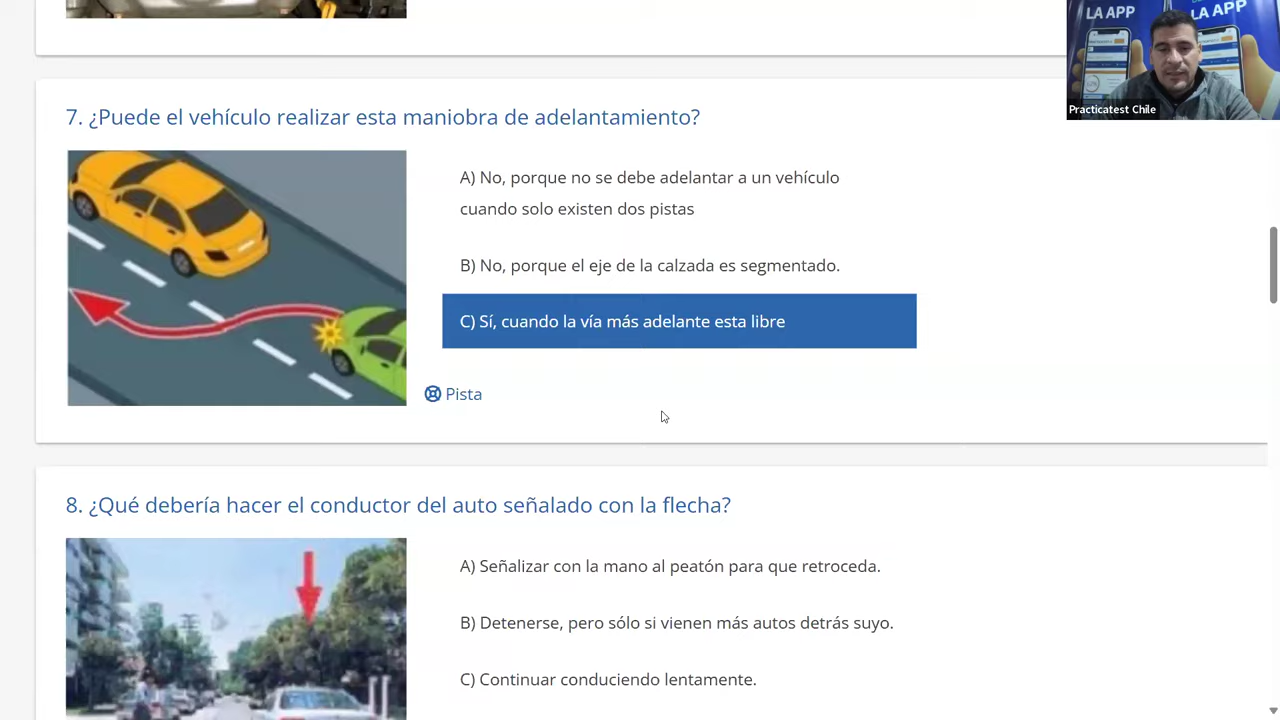 LA APP
LA APP
Practicatest Chile
7. ¿Puede el vehículo realizar esta maniobra de adelantamiento?
A) No, porque no se debe adelantar a un vehículo
cuando solo existen dos pistas
B) No, porque el eje de la calzada es segmentado.
C) Sí, cuando la vía más adelante esta libre
Pista
8. ¿Qué debería hacer el conductor del auto señalado con la flecha?
A) Señalizar con la mano al peatón para que retroceda.
B) Detenerse, pero sólo si vienen más autos detrás suyo.
C) Continuar conduciendo lentamente.